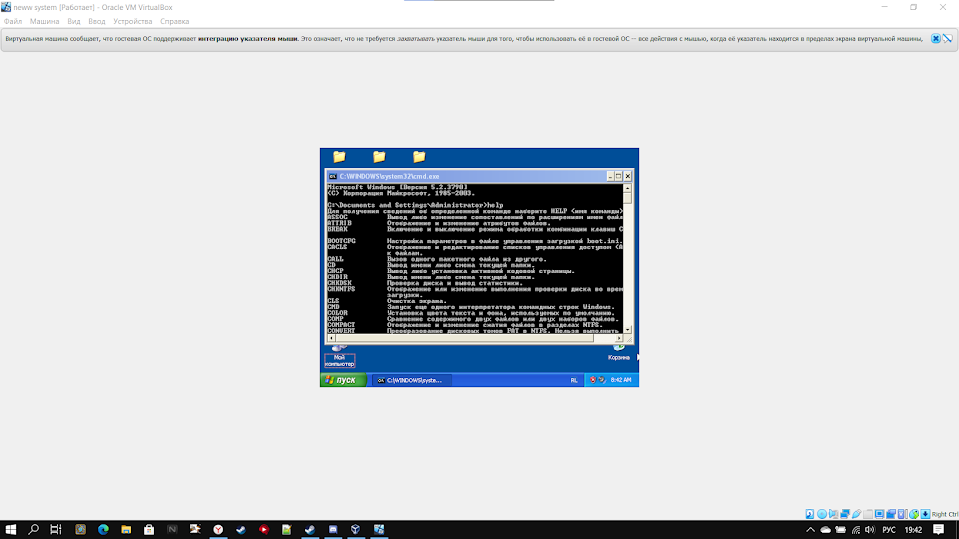 neww system [Работает] - Oracle VM VirtualBox
Файл Машина Вид Ввод Устройства Справка
Виртуальная машина сообщает, что гостевая ОС поддерживает интеграцию указателя мыши. Это означает, что не требуется захватывать указатель мыши для того, чтобы использовать её в гостевой ОС -- все действия с мышью, когда её указатель находится в пределах экрана виртуальной машины,
C:\WINDOWS\system32\cmd.exe
Microsoft Windows [Версия 5.2.3790]
(C) Корпорация Майкрософт, 1985-2003.
C:\Documents and Settings\Administrator>help
Для получения сведений об определенной команде наберите HELP <имя команды>
ASSOC Вывод либо изменение сопоставлений по расширениям имен файл
ATTRIB Отображение и изменение атрибутов файлов.
BREAK Включение и выключение режима обработки комбинации клавиш C
BOOTCFG Настройка параметров в файле управления загрузкой boot.ini.
CACLS Отображение и редактирование списков управления доступом (A
к файлам.
CALL Вызов одного пакетного файла из другого.
CD Вывод имени либо смена текущей папки.
CHCP Вывод либо установка активной кодовой страницы.
CHDIR Вывод имени либо смена текущей папки.
CHKDSK Проверка диска и вывод статистики.
CHKNTFS Отображение или изменение выполнения проверки диска во врем
загрузки.
CLS Очистка экрана.
CMD Запуск еще одного интерпретатора командных строк Windows.
COLOR Установка цвета текста и фона, используемых по умолчанию.
COMP Сравнение содержимого двух файлов или двух наборов файлов.
COMPACT Отображение и изменение сжатия файлов в разделах NTFS.
CONVERT Преобразование дисковых томов FAT в NTFS. Нельзя выполнить
Мой
компьютер
Корзина
пуск C:\WINDOWS\syste... RL 8:42 AM
Right Ctrl
РУС 19:42